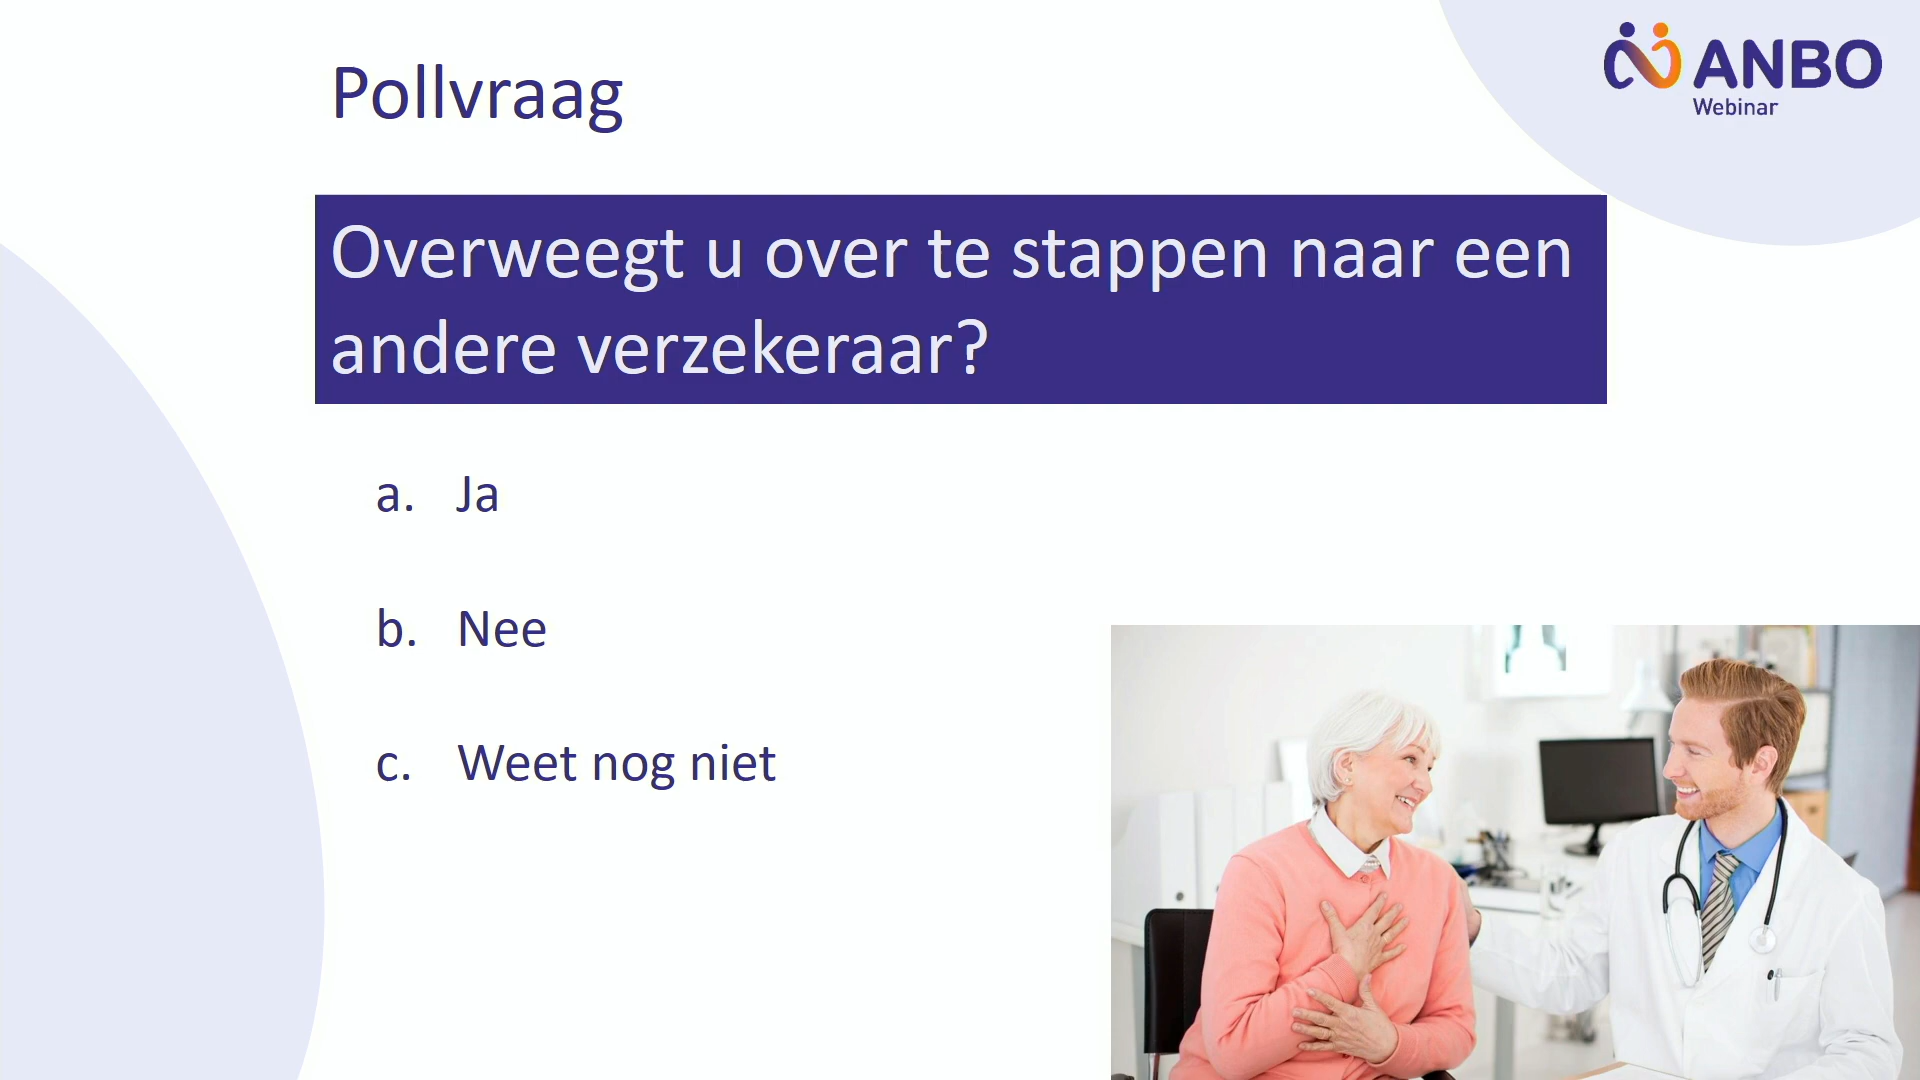 Pollvraag
ANBO
Webinar
Overweegt u over te stappen naar een
andere verzekeraar?
a. Ja
b. Nee
c. Weet nog niet